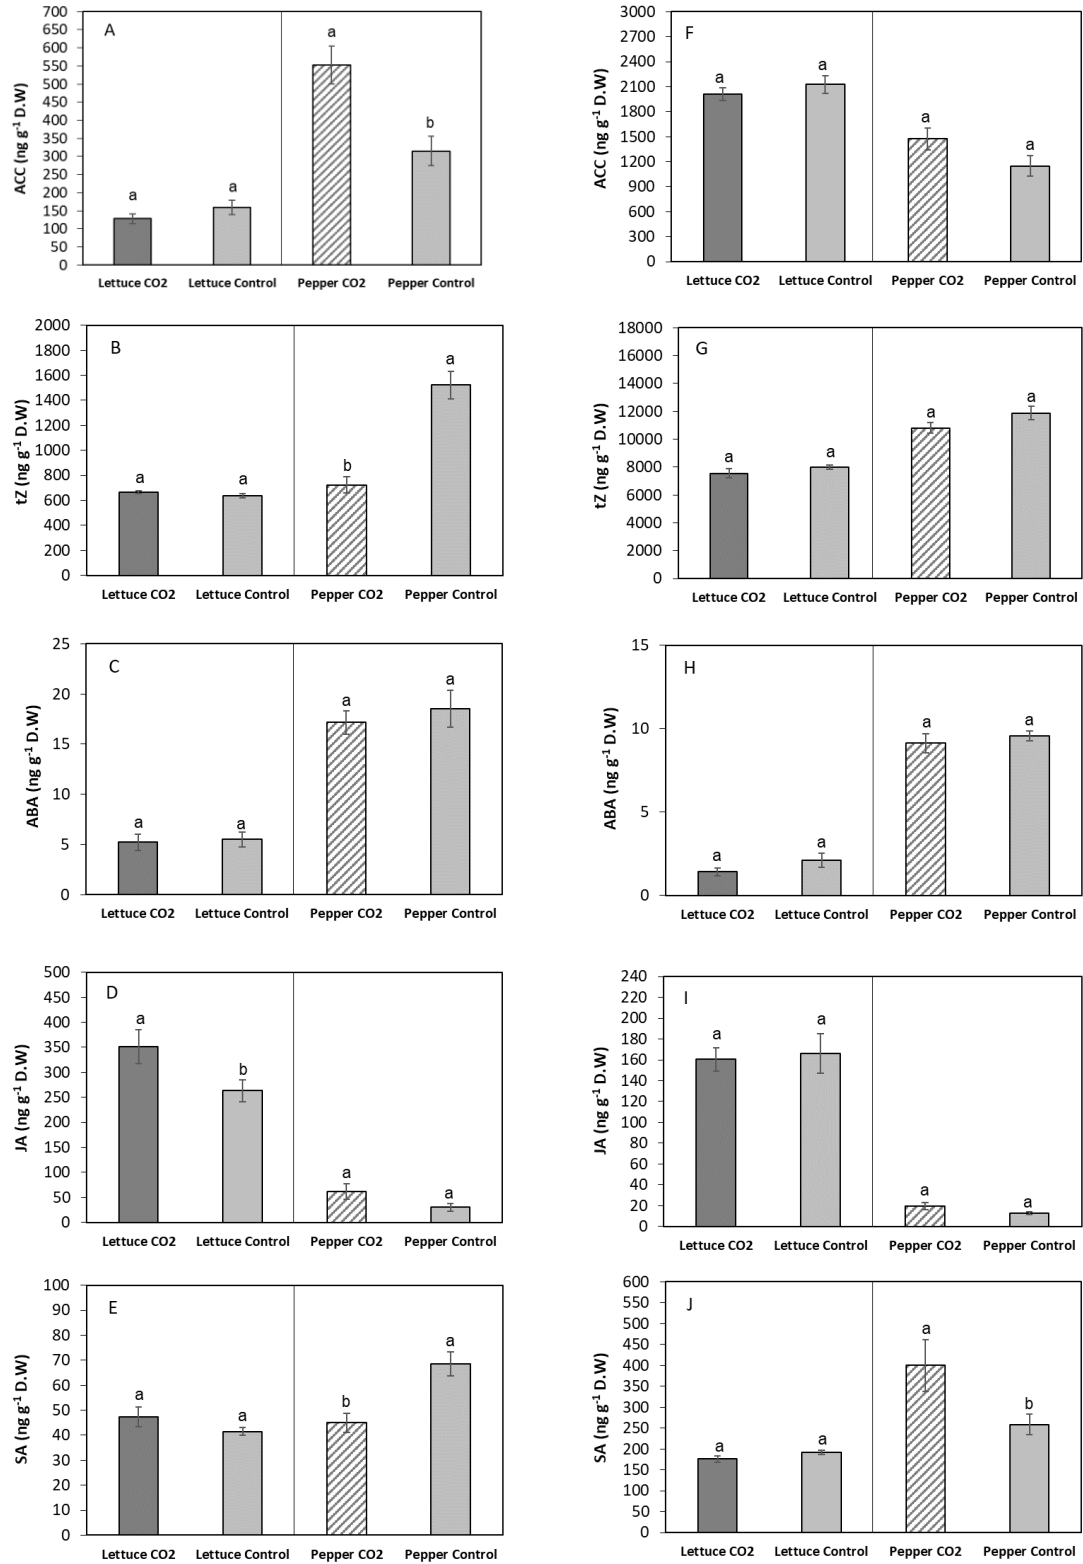 A
ACC (ng g-1 D.W)
700
650
600
550
500
450
400
350
300
250
200
150
100
50
0
a
a
a
b
Lettuce CO2 Lettuce Control Pepper CO2 Pepper Control
F
ACC (ng g-1 D.W)
3000
2700
2400
2100
1800
1500
1200
900
600
300
0
a
a
a
a
Lettuce CO2 Lettuce Control Pepper CO2 Pepper Control
B
tZ (ng g-1 D.W)
2000
1800
1600
1400
1200
1000
800
600
400
200
0
a
a
b
a
Lettuce CO2 Lettuce Control Pepper CO2 Pepper Control
G
tZ (ng g-1 D.W)
18000
16000
14000
12000
10000
8000
6000
4000
2000
0
a
a
a
a
Lettuce CO2 Lettuce Control Pepper CO2 Pepper Control
C
ABA (ng g-1 D.W)
25
20
15
10
5
0
a
a
a
a
Lettuce CO2 Lettuce Control Pepper CO2 Pepper Control
H
ABA (ng g-1 D.W)
15
10
5
0
a
a
a
a
Lettuce CO2 Lettuce Control Pepper CO2 Pepper Control
D
JA (ng g-1 D.W)
500
450
400
350
300
250
200
150
100
50
0
a
b
a
a
Lettuce CO2 Lettuce Control Pepper CO2 Pepper Control
I
JA (ng g-1 D.W)
240
220
200
180
160
140
120
100
80
60
40
20
0
a
a
a
a
Lettuce CO2 Lettuce Control Pepper CO2 Pepper Control
E
SA (ng g-1 D.W)
100
90
80
70
60
50
40
30
20
10
0
a
a
b
a
Lettuce CO2 Lettuce Control Pepper CO2 Pepper Control
J
SA (ng g-1 D.W)
600
550
500
450
400
350
300
250
200
150
100
50
0
a
a
a
b
Lettuce CO2 Lettuce Control Pepper CO2 Pepper Control